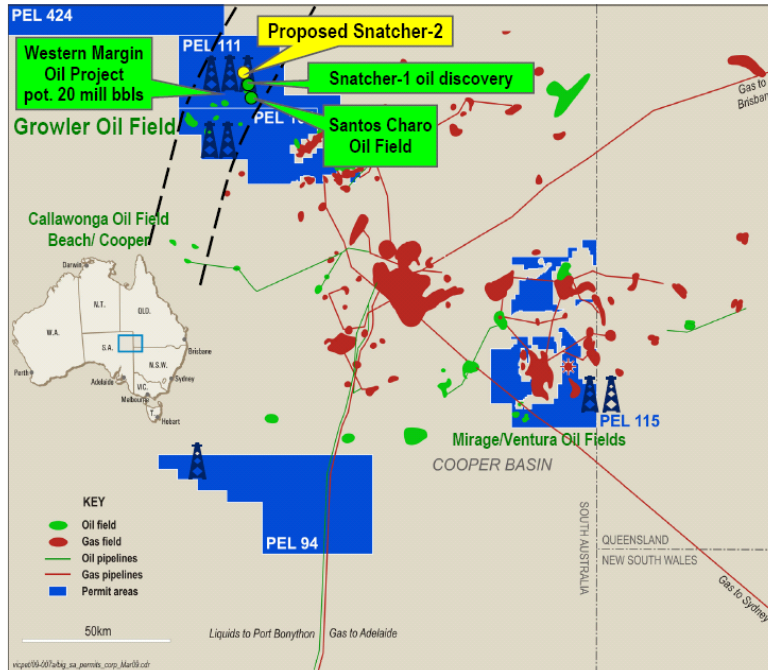 PEL 424
PEL 111
Proposed Snatcher-2
Western Margin
Oil Project
pot. 20 mill bbls
Snatcher-1 oil discovery
Growler Oil Field
Santos Charo
Oil Field
Gas to
Brisbane
Callawonga Oil Field
Beach/ Cooper
Darwin
N.T.
QLD.
W.A.
S.A.
Brisbane
N.S.W.
Perth
Adelaide
Sydney
VIC.
Melbourne
T.
Hobart
PEL 115
Mirage/Ventura Oil Fields
COOPER BASIN
KEY
Oil field
Gas field
Oil pipelines
Gas pipelines
Permit areas
PEL 94
SOUTH AUSTRALIA
QUEENSLAND
NEW SOUTH WALES
Gas to Sydney
50km
Liquids to Port Bonython
Gas to Adelaide